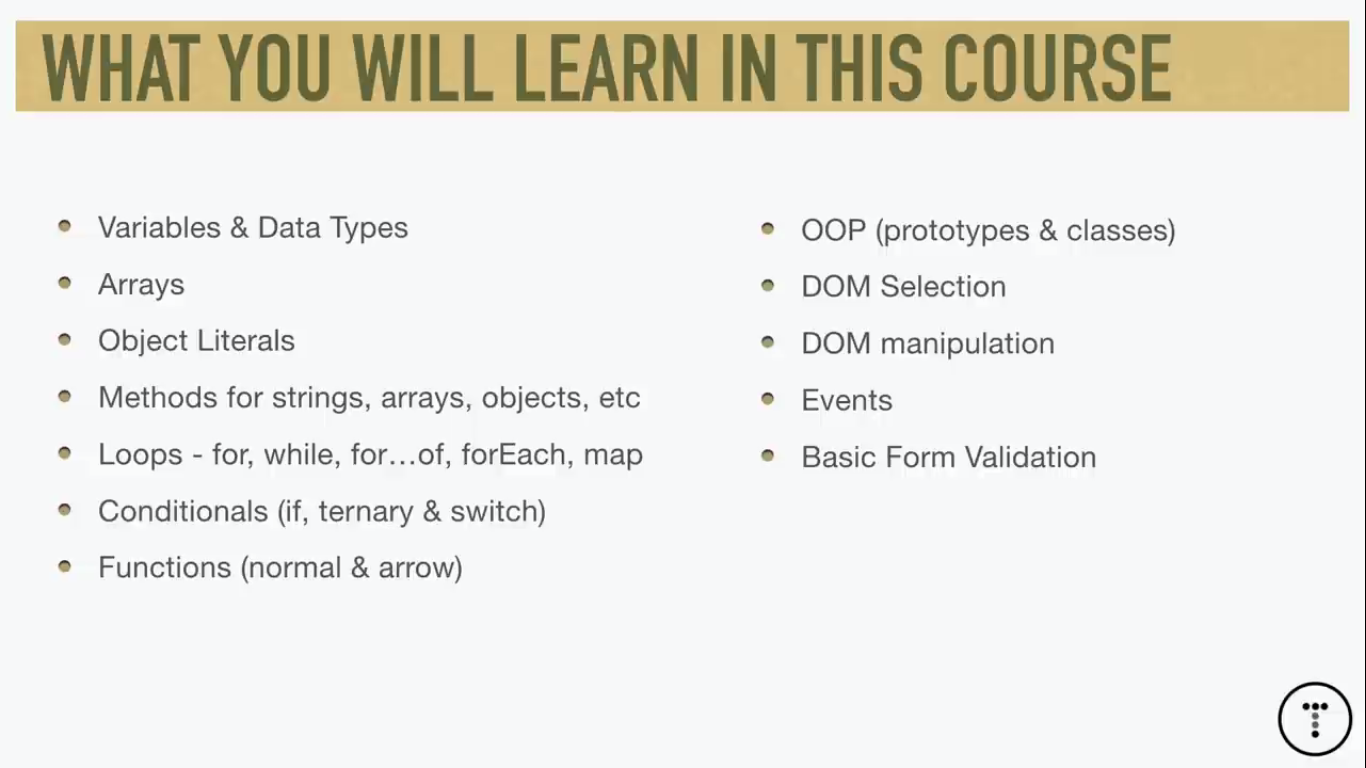 WHAT YOU WILL LEARN IN THIS COURSE
Variables & Data Types
Arrays
Object Literals
Methods for strings, arrays, objects, etc
Loops - for, while, for...of, forEach, map
Conditionals (if, ternary & switch)
Functions (normal & arrow)
OOP (prototypes & classes)
DOM Selection
DOM manipulation
Events
Basic Form Validation
T